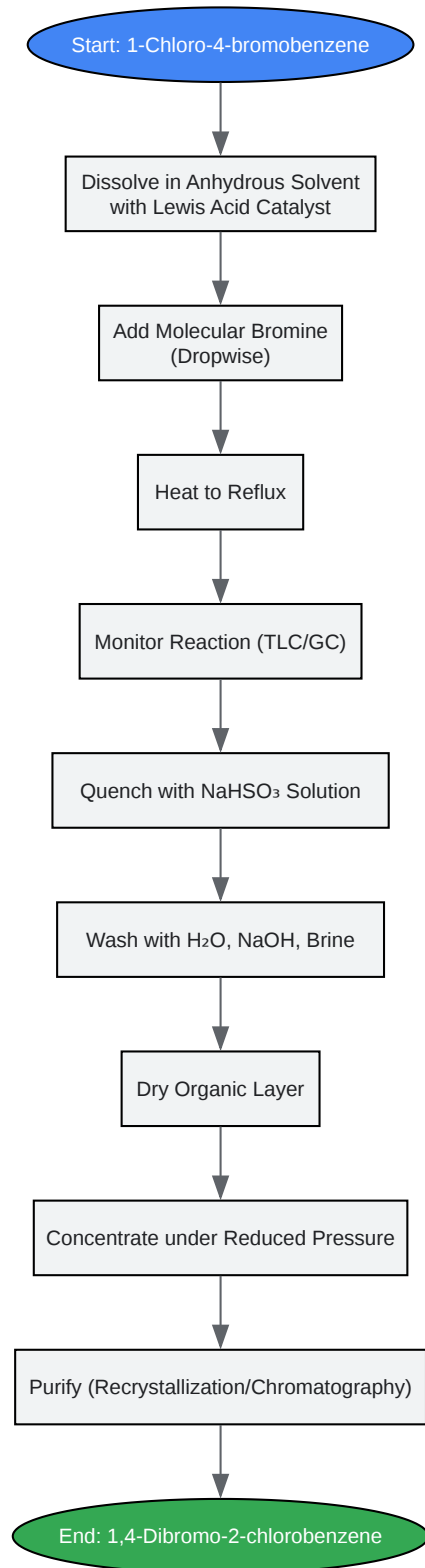 Start: 1-Chloro-4-bromobenzene
Dissolve in Anhydrous Solvent
with Lewis Acid Catalyst
Add Molecular Bromine
(Dropwise)
Heat to Reflux
Monitor Reaction (TLC/GC)
Quench with NaHSO₃ Solution
Wash with H₂O, NaOH, Brine
Dry Organic Layer
Concentrate under Reduced Pressure
Purify (Recrystallization/Chromatography)
End: 1,4-Dibromo-2-chlorobenzene